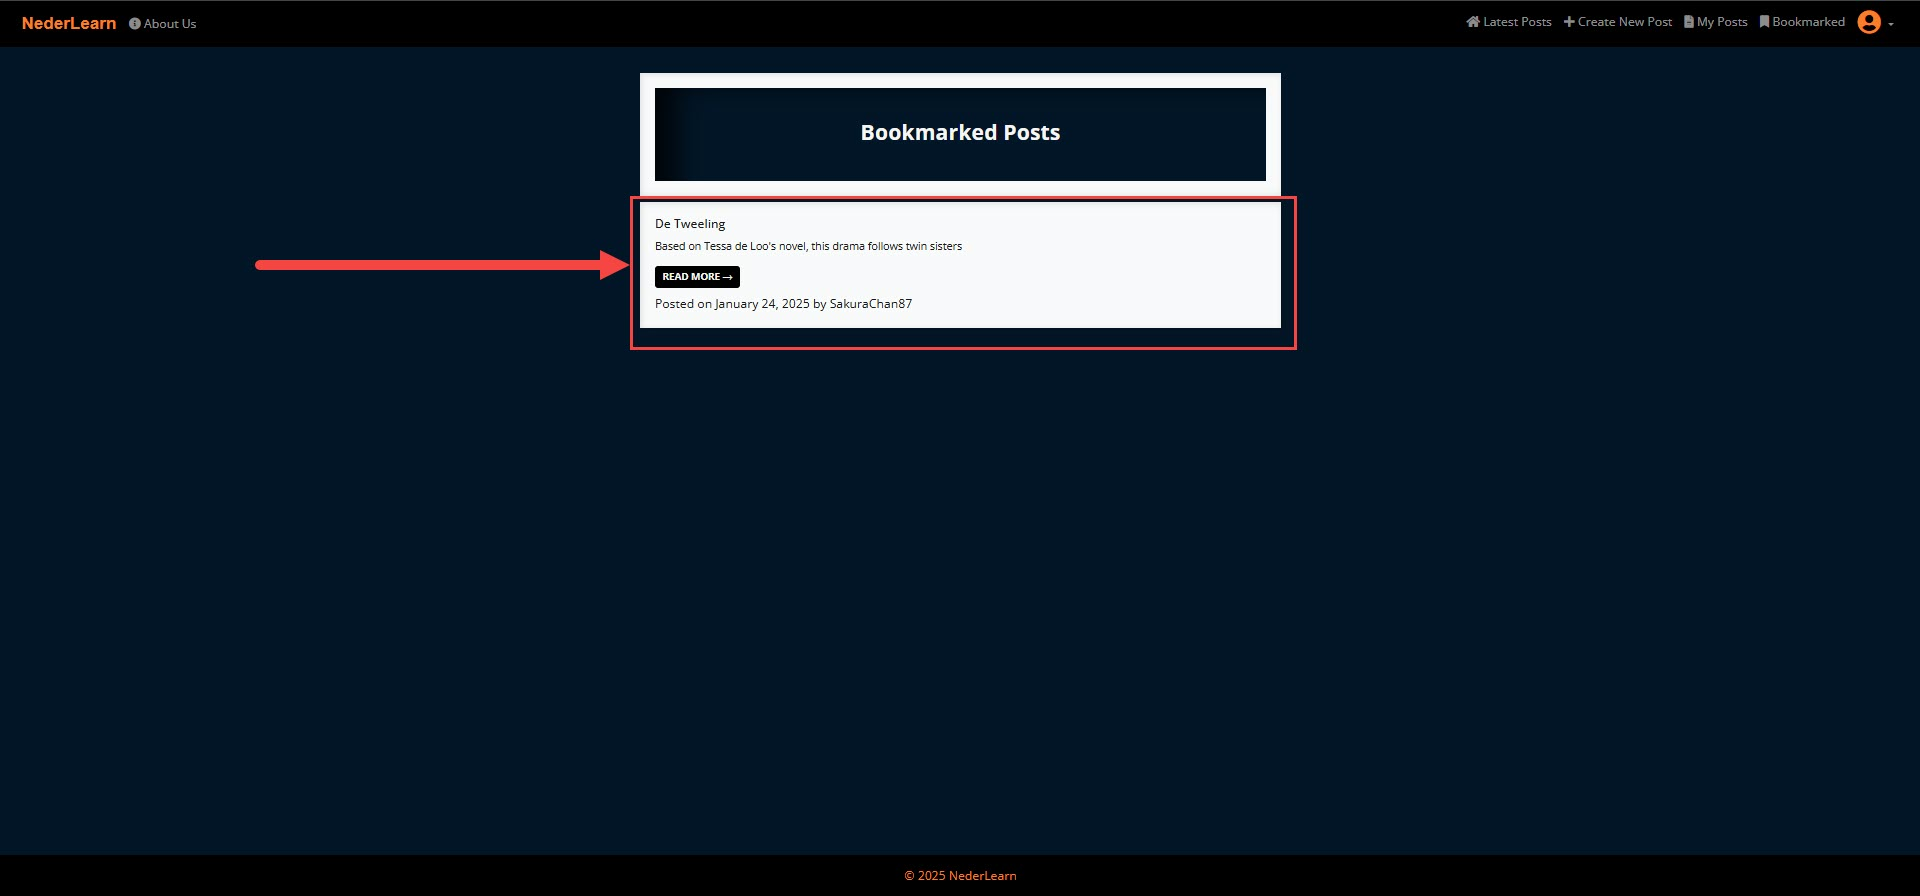 NederLearn About Us Latest Posts Create New Post My Posts Bookmarked
Bookmarked Posts
De Tweeling
Based on Tessa de Loo's novel, this drama follows twin sisters
READ MORE →
Posted on January 24, 2025 by SakuraChan87
© 2025 NederLearn